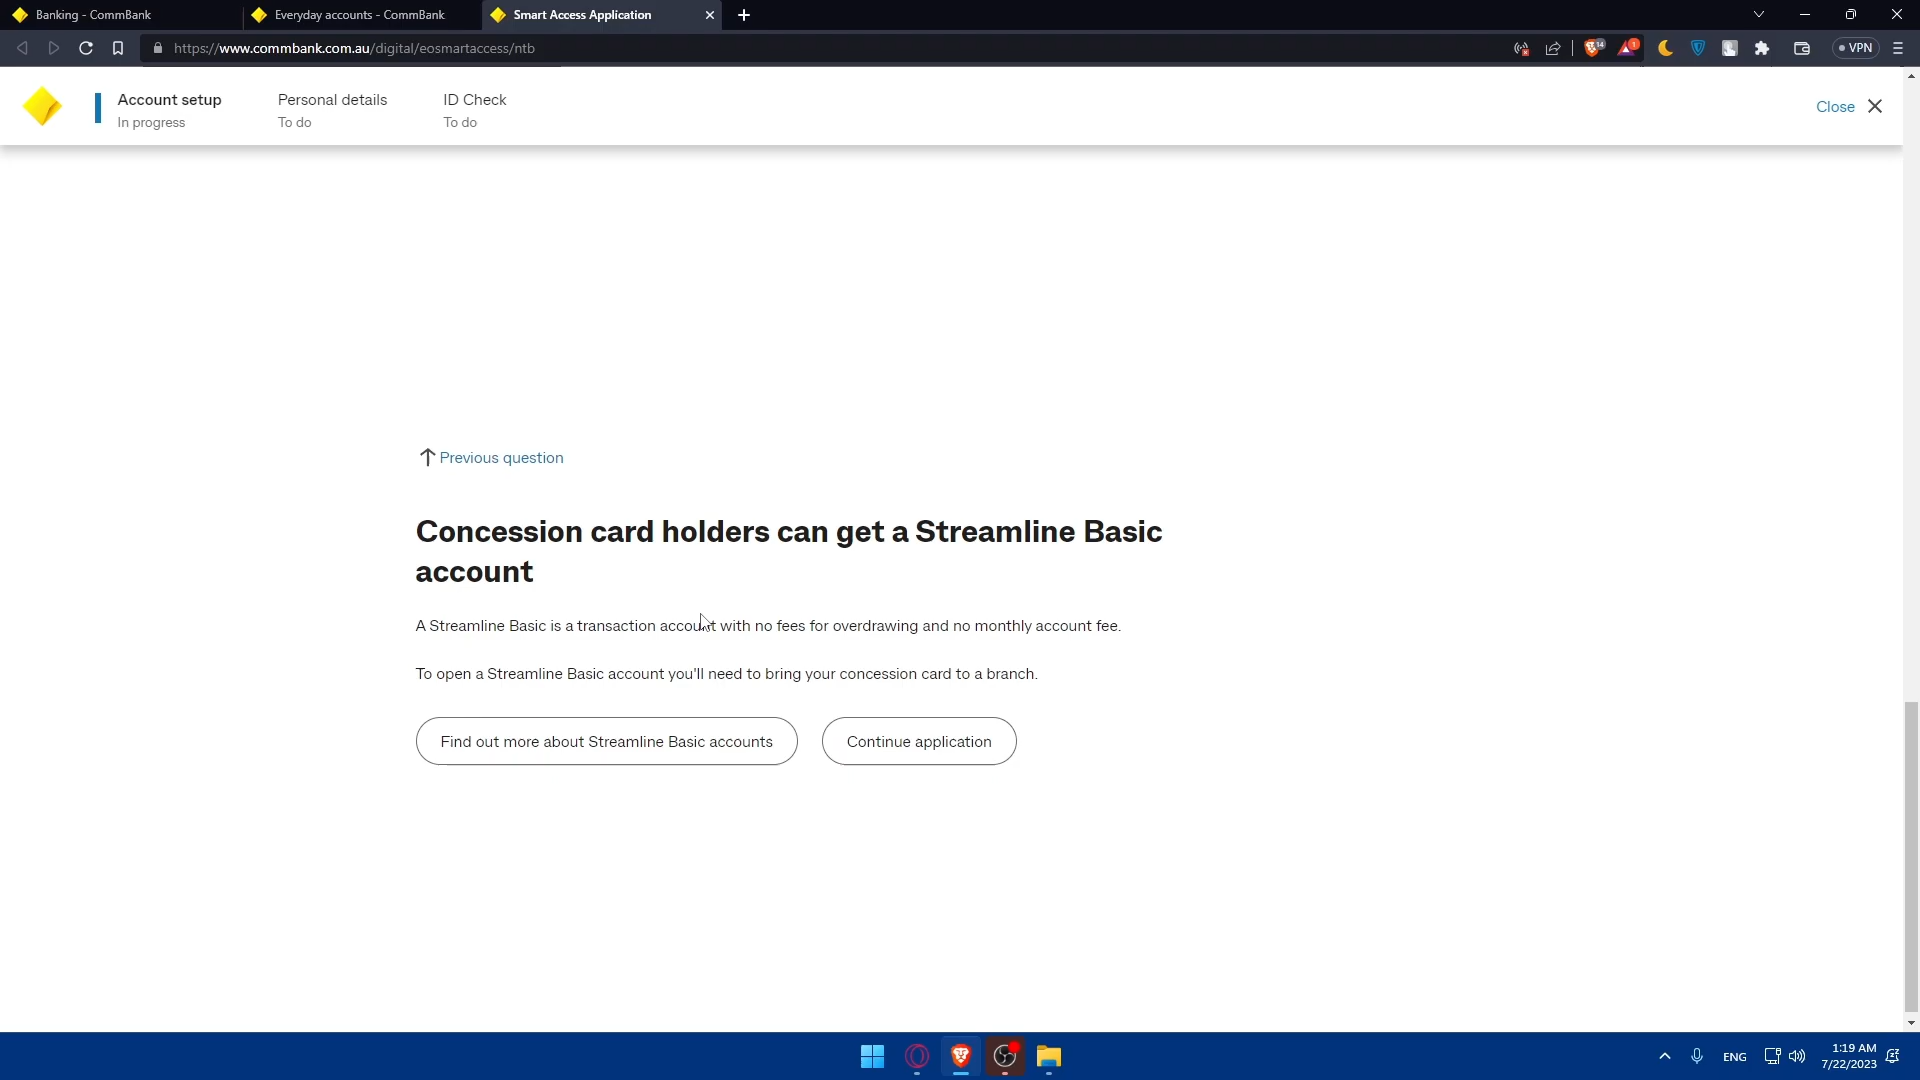 Banking - CommBank
Everyday accounts - CommBank
Smart Access Application
https://www.commbank.com.au/digital/eosmartaccess/ntb
14
1
VPN
Account setup
In progress
Personal details
To do
ID Check
To do
Close
Previous question
Concession card holders can get a Streamline Basic
account
A Streamline Basic is a transaction account with no fees for overdrawing and no monthly account fee.
To open a Streamline Basic account you'll need to bring your concession card to a branch.
Find out more about Streamline Basic accounts
Continue application
ENG
1:19 AM
7/22/2023